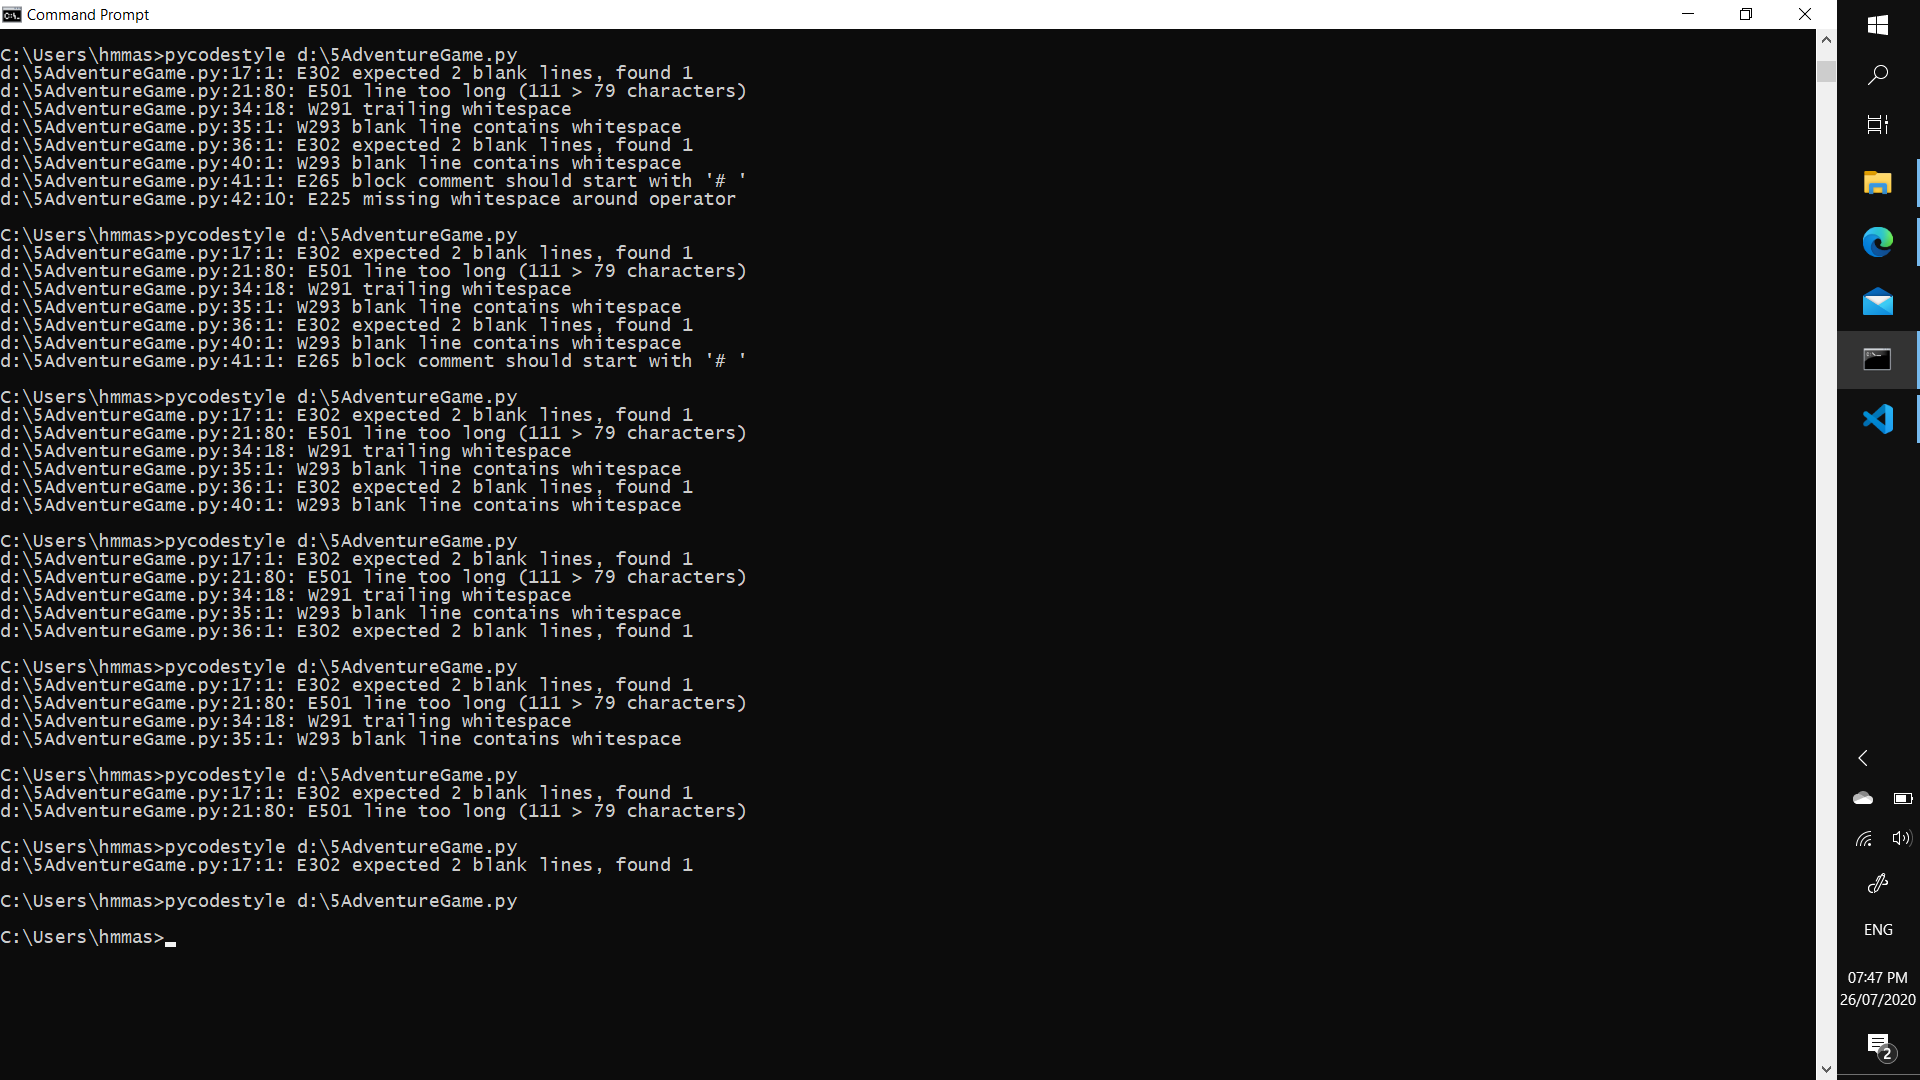 Command Prompt
C:\Users\hmmas>pycodestyle d:\5AdventureGame.py
d:\5AdventureGame.py:17:1: E302 expected 2 blank lines, found 1
d:\5AdventureGame.py:21:80: E501 line too long (111 > 79 characters)
d:\5AdventureGame.py:34:18: W291 trailing whitespace
d:\5AdventureGame.py:35:1: W293 blank line contains whitespace
d:\5AdventureGame.py:36:1: E302 expected 2 blank lines, found 1
d:\5AdventureGame.py:40:1: W293 blank line contains whitespace
d:\5AdventureGame.py:41:1: E265 block comment should start with '# '
d:\5AdventureGame.py:42:10: E225 missing whitespace around operator
C:\Users\hmmas>pycodestyle d:\5AdventureGame.py
d:\5AdventureGame.py:17:1: E302 expected 2 blank lines, found 1
d:\5AdventureGame.py:21:80: E501 line too long (111 > 79 characters)
d:\5AdventureGame.py:34:18: W291 trailing whitespace
d:\5AdventureGame.py:35:1: W293 blank line contains whitespace
d:\5AdventureGame.py:36:1: E302 expected 2 blank lines, found 1
d:\5AdventureGame.py:40:1: W293 blank line contains whitespace
d:\5AdventureGame.py:41:1: E265 block comment should start with '# '
C:\Users\hmmas>pycodestyle d:\5AdventureGame.py
d:\5AdventureGame.py:17:1: E302 expected 2 blank lines, found 1
d:\5AdventureGame.py:21:80: E501 line too long (111 > 79 characters)
d:\5AdventureGame.py:34:18: W291 trailing whitespace
d:\5AdventureGame.py:35:1: W293 blank line contains whitespace
d:\5AdventureGame.py:36:1: E302 expected 2 blank lines, found 1
d:\5AdventureGame.py:40:1: W293 blank line contains whitespace
C:\Users\hmmas>pycodestyle d:\5AdventureGame.py
d:\5AdventureGame.py:17:1: E302 expected 2 blank lines, found 1
d:\5AdventureGame.py:21:80: E501 line too long (111 > 79 characters)
d:\5AdventureGame.py:34:18: W291 trailing whitespace
d:\5AdventureGame.py:35:1: W293 blank line contains whitespace
d:\5AdventureGame.py:36:1: E302 expected 2 blank lines, found 1
C:\Users\hmmas>pycodestyle d:\5AdventureGame.py
d:\5AdventureGame.py:17:1: E302 expected 2 blank lines, found 1
d:\5AdventureGame.py:21:80: E501 line too long (111 > 79 characters)
d:\5AdventureGame.py:34:18: W291 trailing whitespace
d:\5AdventureGame.py:35:1: W293 blank line contains whitespace
C:\Users\hmmas>pycodestyle d:\5AdventureGame.py
d:\5AdventureGame.py:17:1: E302 expected 2 blank lines, found 1
d:\5AdventureGame.py:21:80: E501 line too long (111 > 79 characters)
C:\Users\hmmas>pycodestyle d:\5AdventureGame.py
d:\5AdventureGame.py:17:1: E302 expected 2 blank lines, found 1
C:\Users\hmmas>pycodestyle d:\5AdventureGame.py
C:\Users\hmmas>
ENG
07:47 PM
26/07/2020
2